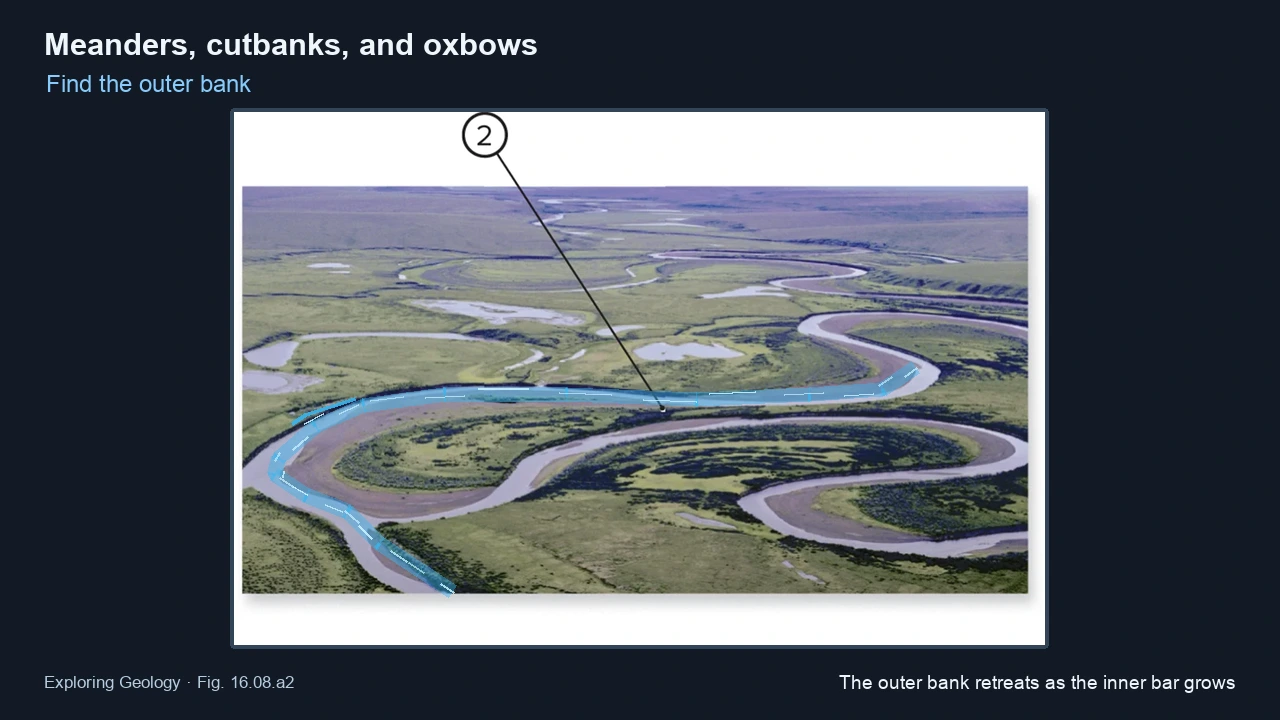 Meanders, cutbanks, and oxbows
Find the outer bank
2
Exploring Geology · Fig. 16.08.a2
The outer bank retreats as the inner bar grows